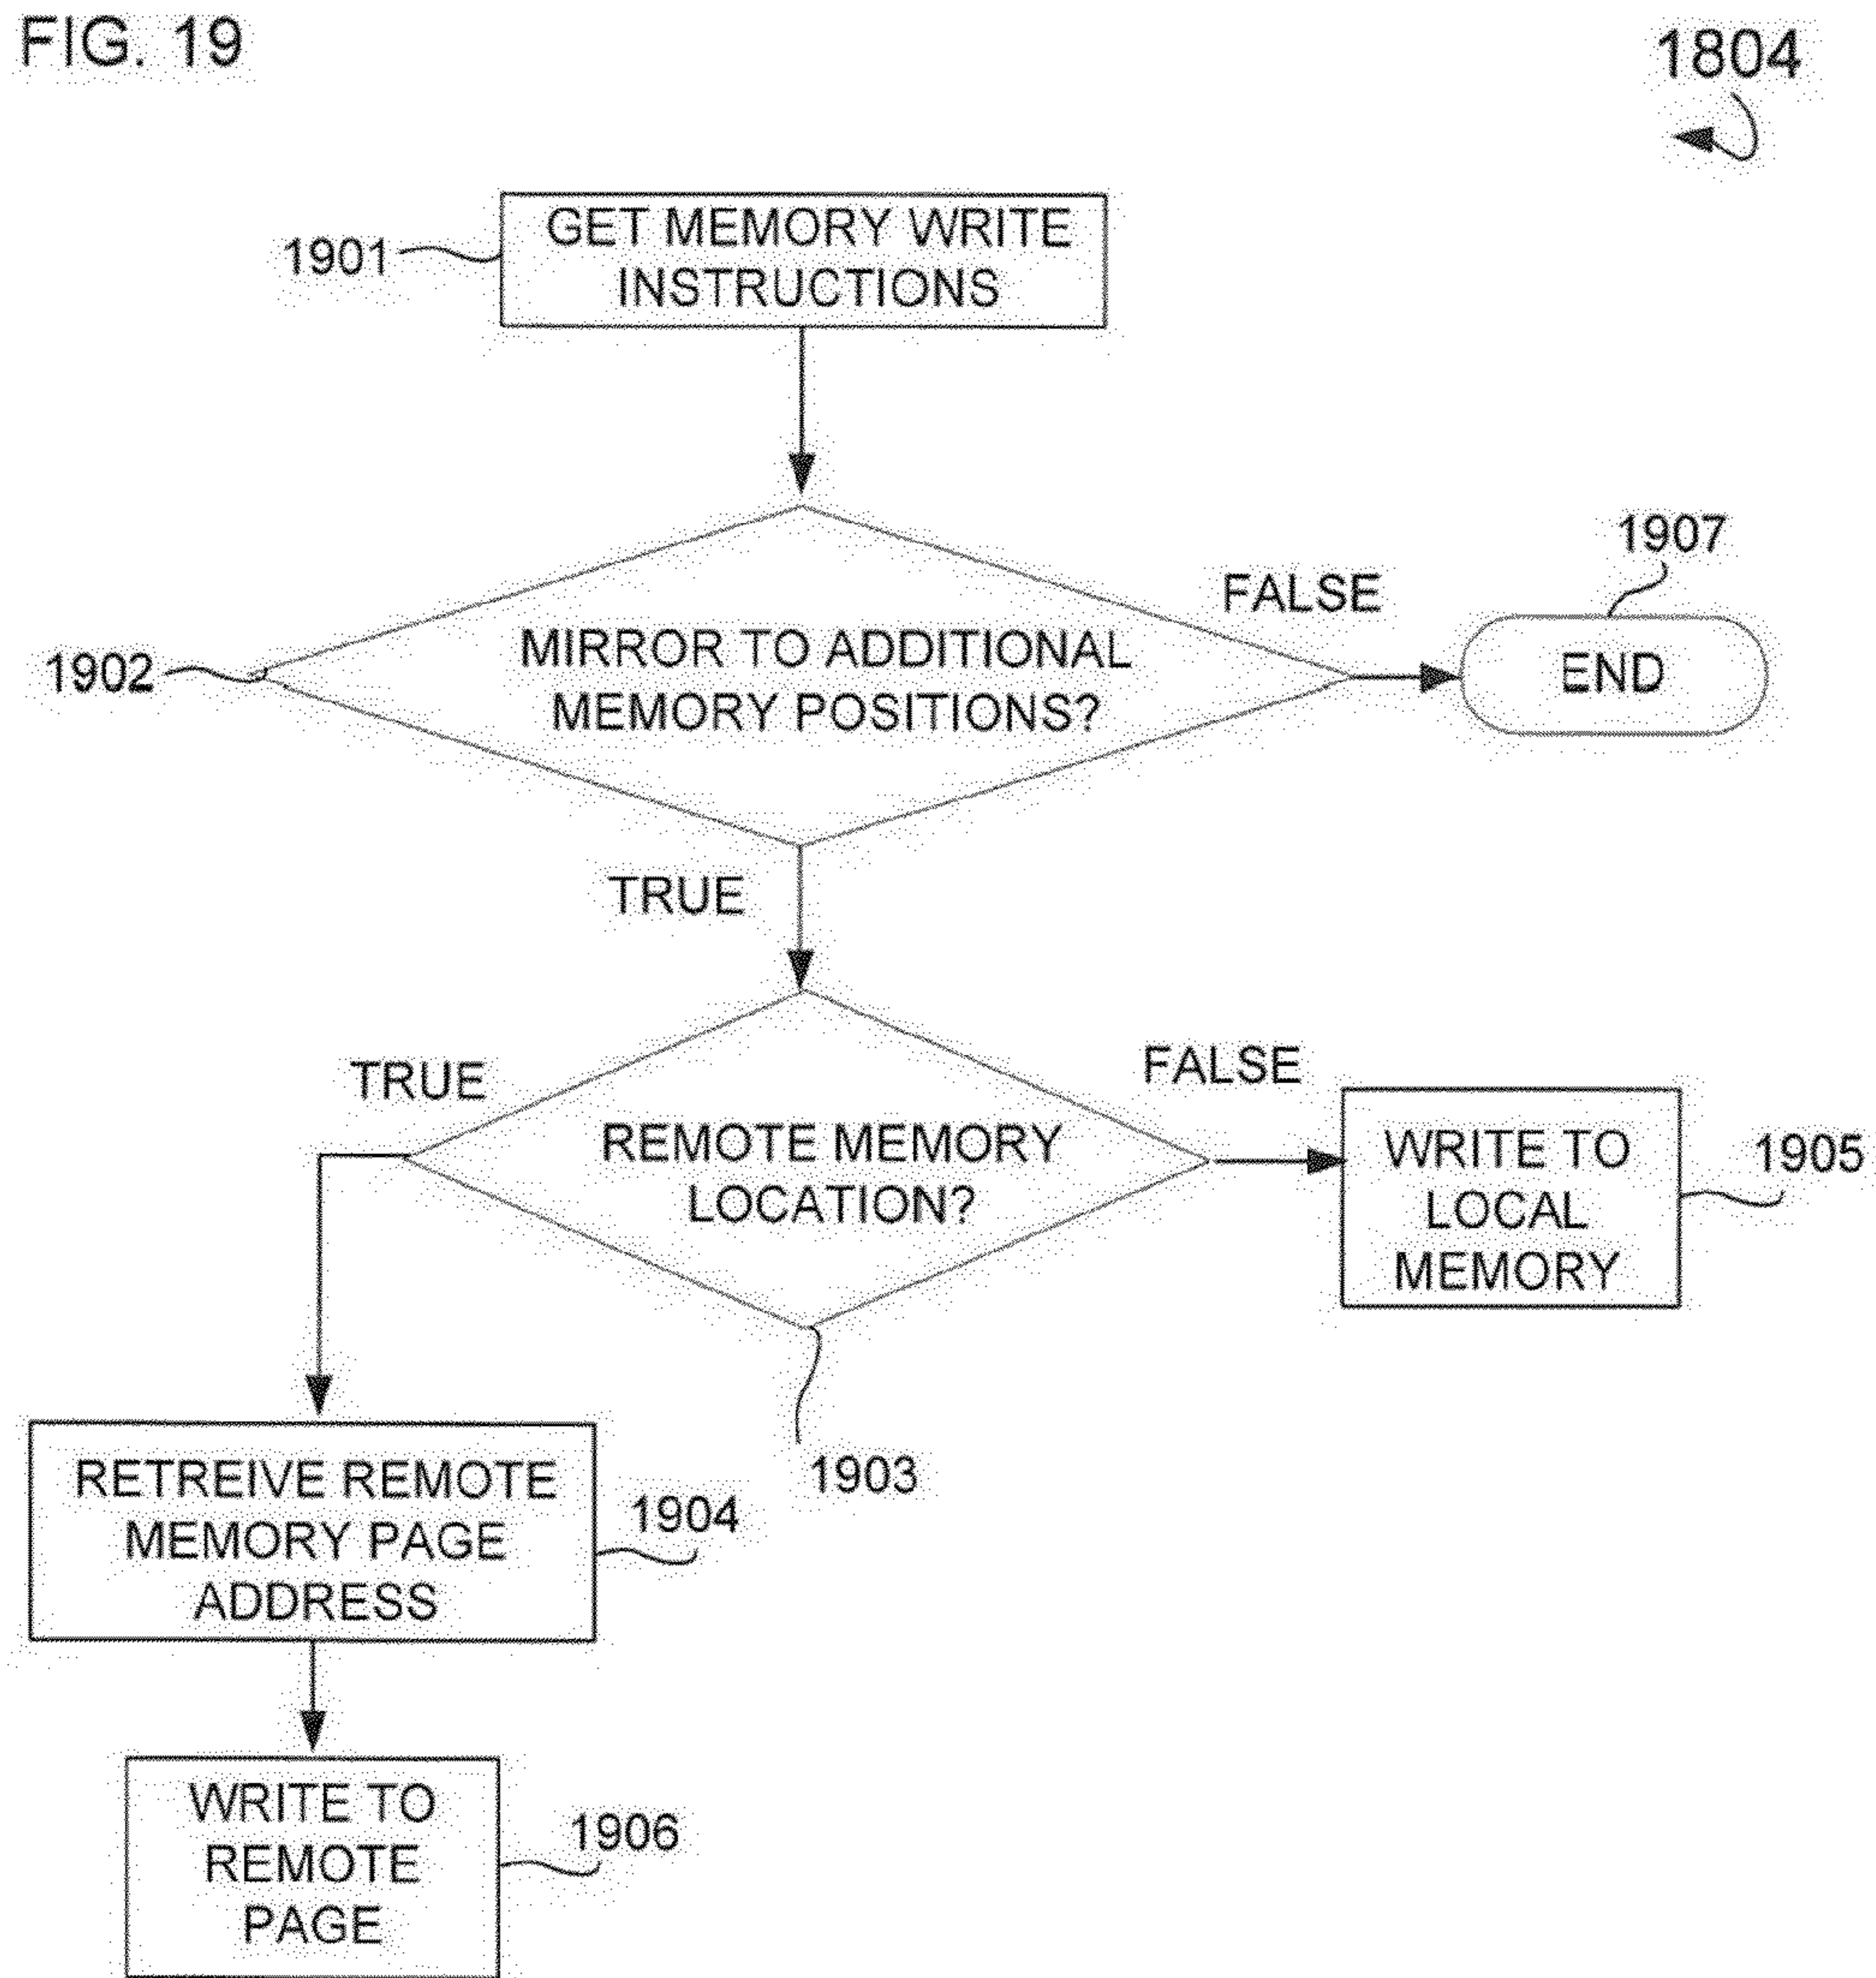 FIG. 19
1804
1901
GET MEMORY WRITE
INSTRUCTIONS
1902
MIRROR TO ADDITIONAL
MEMORY POSITIONS?
FALSE
1907
END
TRUE
TRUE
REMOTE MEMORY
LOCATION?
FALSE
WRITE TO
LOCAL
MEMORY
1905
1903
RETREIVE REMOTE
MEMORY PAGE
ADDRESS
1904
WRITE TO
REMOTE
PAGE
1906